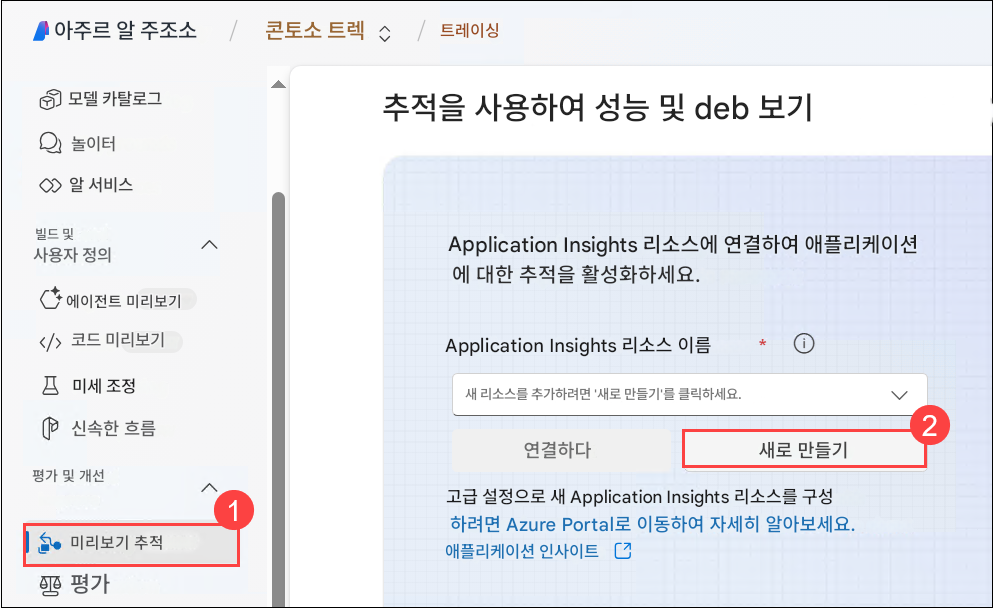 아주르 알 주조소 / 콘토소 트렉 / 트레이싱
모델 카탈로그
놀이터
알 서비스
빌드 및
사용자 정의
에이전트 미리보기
코드 미리보기
미세 조정
신속한 흐름
평가 및 개선
1
미리보기 추적
평가
추적을 사용하여 성능 및 deb 보기
Application Insights 리소스에 연결하여 애플리케이션
에 대한 추적을 활성화하세요.
Application Insights 리소스 이름 *
새 리소스를 추가하려면 '새로 만들기'를 클릭하세요.
2
연결하다 새로 만들기
고급 설정으로 새 Application Insights 리소스를 구성
하려면 Azure Portal로 이동하여 자세히 알아보세요.
애플리케이션 인사이트